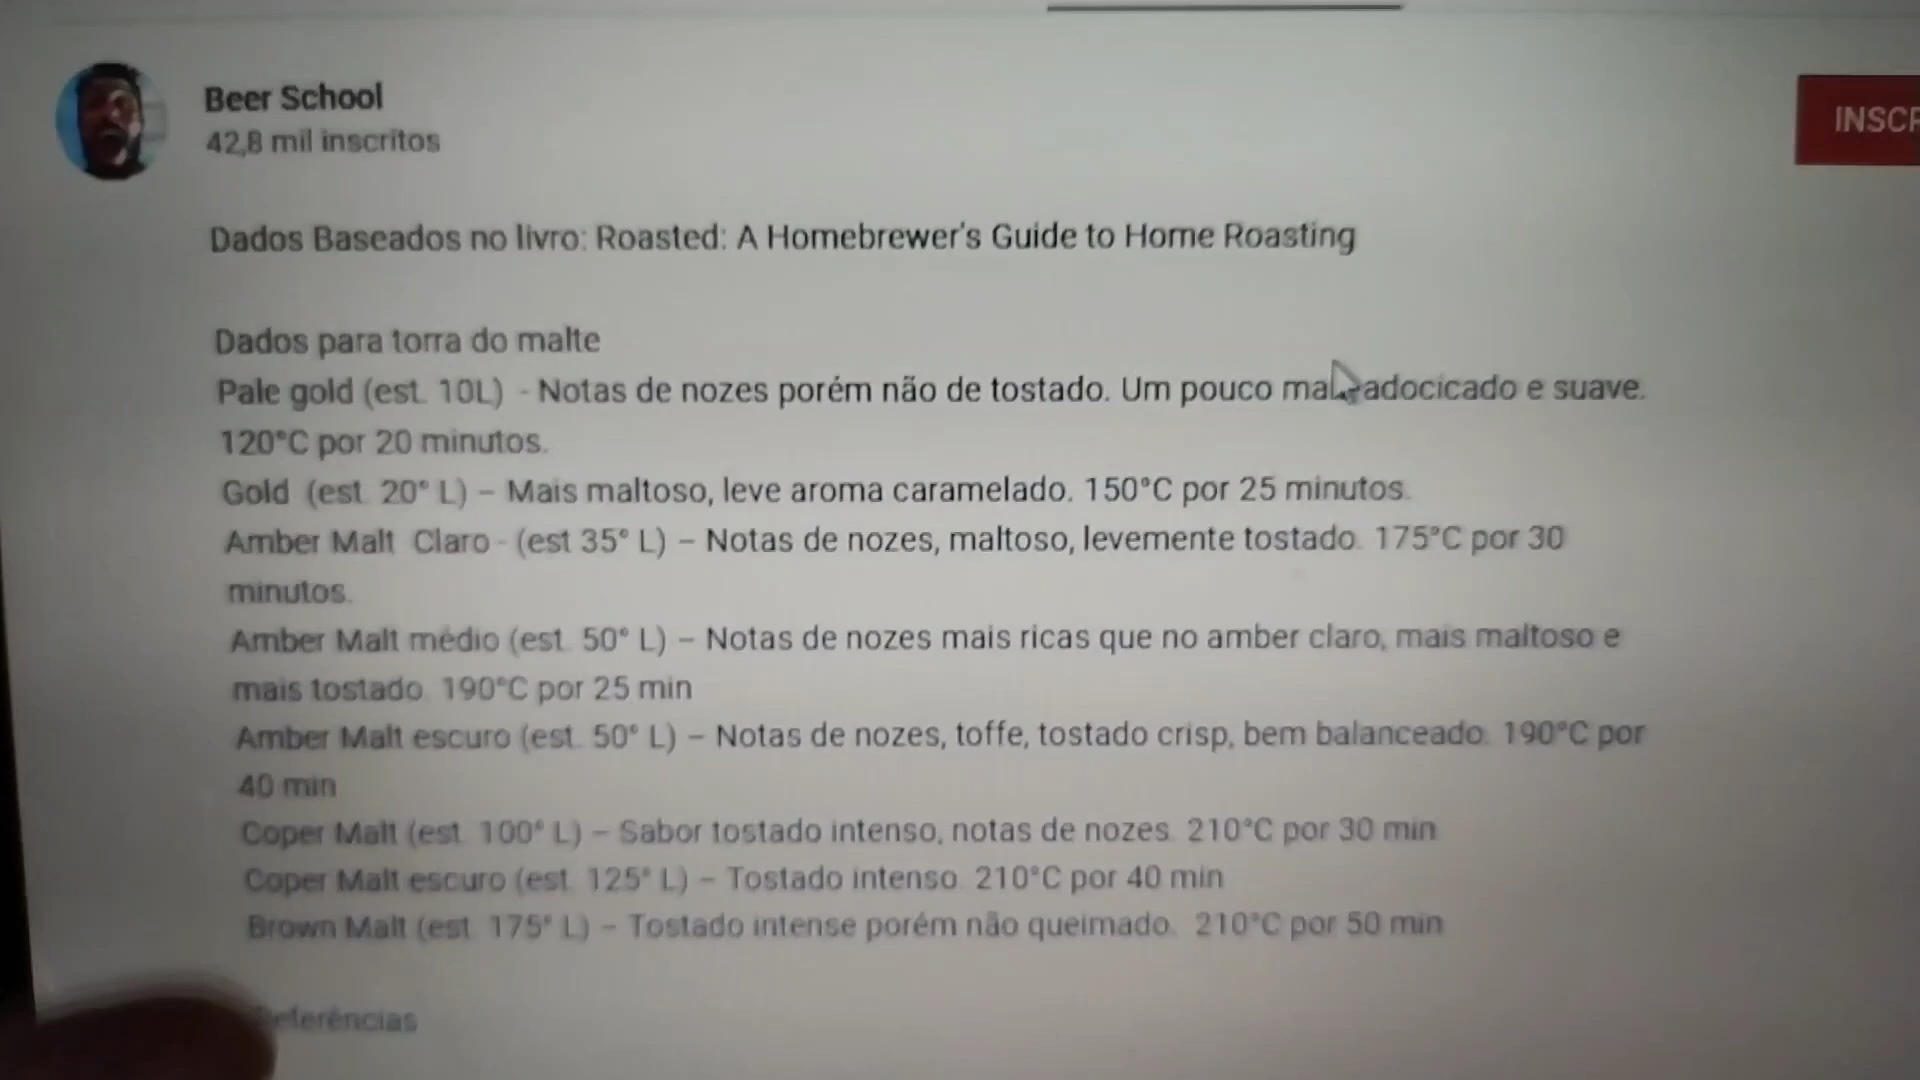 Beer School
42,8 mil inscritos
INSCR
Dados Baseados no livro: Roasted: A Homebrewer's Guide to Home Roasting
Dados para torra do malte
Pale gold (est. 10L) - Notas de nozes porém não de tostado. Um pouco adocicado e suave.
120°C por 20 minutos.
Gold (est. 20° L) – Mais maltoso, leve aroma caramelado. 150°C por 25 minutos.
Amber Malt Claro - (est 35° L) – Notas de nozes, maltoso, levemente tostado. 175°C por 30
minutos.
Amber Malt médio (est. 50° L) – Notas de nozes mais ricas que no amber claro, mais maltoso e
mais tostado. 190°C por 25 min
Amber Malt escuro (est. 50° L) – Notas de nozes, toffe, tostado crisp, bem balanceado. 190°C por
40 min
Coper Malt (est. 100° L) – Sabor tostado intenso, notas de nozes. 210°C por 30 min
Coper Malt escuro (est. 125° L) – Tostado intenso. 210°C por 40 min
Brown Malt (est. 175° L) – Tostado intense porém não queimado. 210°C por 50 min
eferências